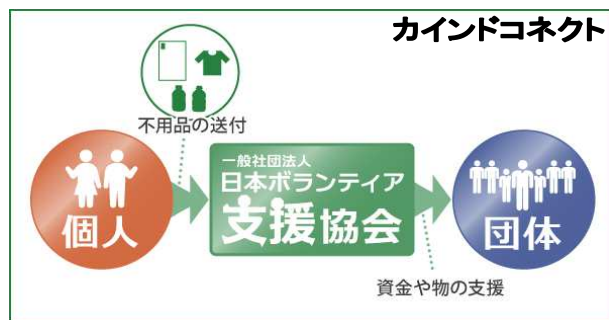 カインドコネクト
不用品の送付
個人
一般社団法人
日本ボランティア
支援協会
団体
資金や物の支援